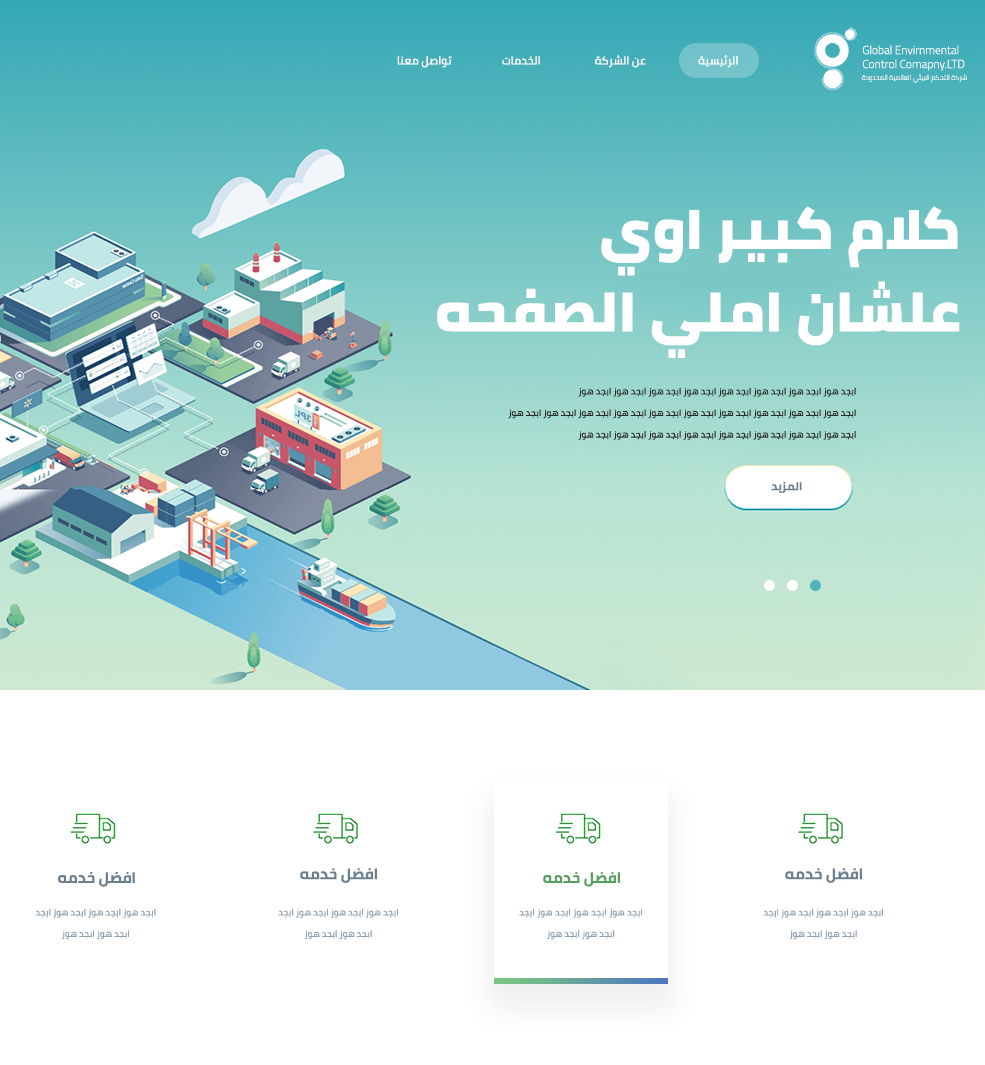 Global Envirnmental
Control Comapny.LTD
شركة التحكم البيئي العالمية المحدودة
الرئيسية
عن الشركة
الخدمات
تواصل معنا
كلام كبير اوي
علشان املي الصفحه
ابجد هوز ابجد هوز ابجد هوز ابجد هوز ابجد هوز ابجد هوز ابجد هوز ابجد هوز
ابجد هوز ابجد هوز ابجد هوز ابجد هوز ابجد هوز ابجد هوز ابجد هوز ابجد هوز ابجد هوز ابجد هوز
ابجد هوز ابجد هوز ابجد هوز ابجد هوز ابجد هوز ابجد هوز ابجد هوز ابجد هوز
المزيد
افضل خدمه
ابجد هوز ابجد هوز ابجد هوز ابجد
ابجد هوز ابجد هوز
افضل خدمه
ابجد هوز ابجد هوز ابجد هوز ابجد
ابجد هوز ابجد هوز
افضل خدمه
ابجد هوز ابجد هوز ابجد هوز ابجد
ابجد هوز ابجد هوز
افضل خدمه
ابجد هوز ابجد هوز ابجد هوز ابجد
ابجد هوز ابجد هوز